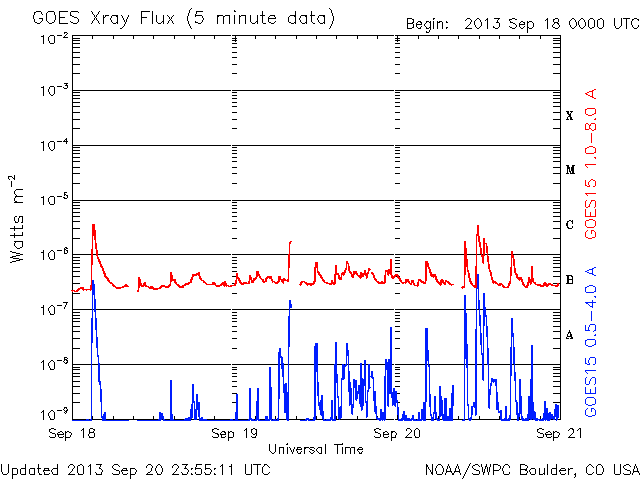 GOES Xray Flux (5 minute data)
Begin: 2013 Sep 18 0000 UTC
10-2
10-3
10-4
10-5
10-6
10-7
10-8
10-9
Watts m-2
X
M
C
B
A
GOES15 1.0-8.0 A
GOES15 0.5-4.0 A
Sep 18
Sep 19
Sep 20
Sep 21
Universal Time
Updated 2013 Sep 20 23:55:11 UTC
NOAA/SWPC Boulder, CO USA